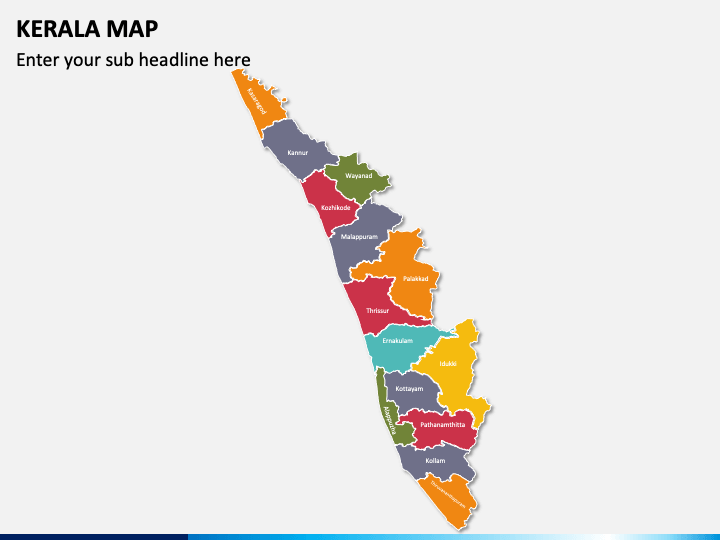 KERALA MAP
Enter your sub headline here
Kasaragod
Kannur
Wayanad
Kozhikode
Malappuram
Palakkad
Thrissur
Ernakulam
Idukki
Kottayam
Alappuzha
Pathanamthitta
Kollam
Thiruvananthapuram